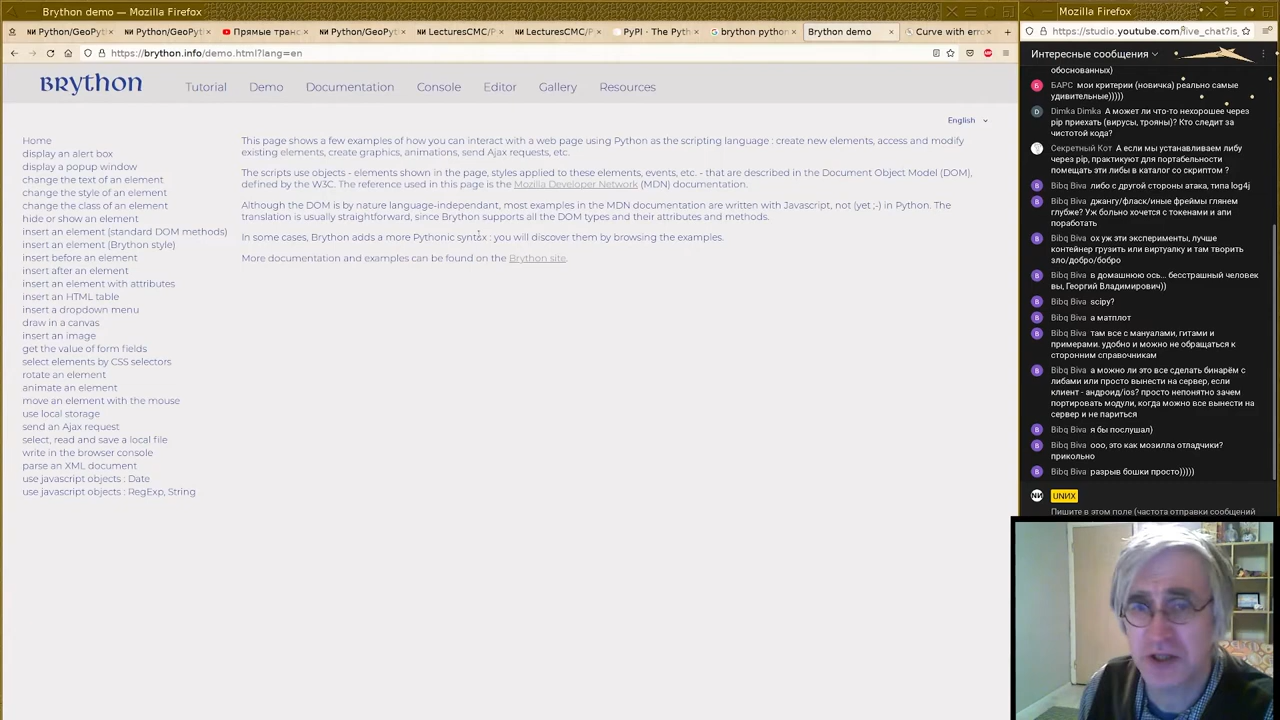 Brython demo — Mozilla Firefox
Mozilla Firefox
Python/GeoPy
Python/GeoPyt
Прямые транс
Python/GeoPyt
LecturesCMC/P
LecturesCMC/P
PyPI · The Pyth
brython python
Brython demo
Curve with erro
https://brython.info/demo.html?lang=en
https://studio.youtube.com/live_chat?is_
BRYTHON
Tutorial
Demo
Documentation
Console
Editor
Gallery
Resources
English
Home
display an alert box
display a popup window
change the text of an element
change the style of an element
change the class of an element
hide or show an element
insert an element (standard DOM methods)
insert an element (Brython style)
insert before an element
insert after an element
insert an element with attributes
insert an HTML table
insert a dropdown menu
draw in a canvas
insert an image
get the value of form fields
select elements by CSS selectors
rotate an element
animate an element
move an element with the mouse
use local storage
send an Ajax request
select, read and save a local file
write in the browser console
parse an XML document
use javascript objects : Date
use javascript objects : RegExp, String
This page shows a few examples of how you can interact with a web page using Python as the scripting language : create new elements, access and modify
existing elements, create graphics, animations, send Ajax requests, etc.
The scripts use objects - elements shown in the page, styles applied to these elements, events, etc. - that are described in the Document Object Model (DOM),
defined by the W3C. The reference used in this page is the Mozilla Developer Network (MDN) documentation.
Although the DOM is by nature language-independant, most examples in the MDN documentation are written with Javascript, not (yet ;-) in Python. The
translation is usually straightforward, since Brython supports all the DOM types and their attributes and methods.
In some cases, Brython adds a more Pythonic syntax : you will discover them by browsing the examples.
More documentation and examples can be found on the Brython site.
Интересные сообщения
обоснованных)
Б БАРС мои критерии (новичка) реально самые
удивительные)))))
D Dimka Dimka А может ли что-то нехорошее через
pip приехать (вирусы, трояны)? Кто следит за
чистотой кода?
Секретный Кот А если мы устанавливаем либу
через pip, практикуют для портабельности
помещать эти либы в каталог со скриптом ?
B Bibq Biva либо с другой стороны атака, типа log4j
B Bibq Biva джангу/фласк/иные фреймы глянем
глубже? Уж больно хочется с токенами и апи
поработать
B Bibq Biva ох уж эти эксперименты, лучше
контейнер грузить или виртуалку и там творить
зло/добро/бобро
B Bibq Biva в домашнюю ось... бесстрашный человек
вы, Георгий Владимирович))
B Bibq Biva scipy?
B Bibq Biva а матплот
B Bibq Biva там все с мануалами, гитами и
примерами. удобно и можно не обращаться к
сторонним справочникам
B Bibq Biva а можно ли это все сделать бинарём с
либами или просто вынести на сервер, если
клиент - андроид/ios? просто непонятно зачем
портировать модули, когда можно все вынести на
сервер и не париться
B Bibq Biva я бы послушал)
B Bibq Biva ооо, это как мозилла отладчики?
прикольно
B Bibq Biva разрыв бошки просто)))))
UNИX
Пишите в этом поле (частота отправки сообщений